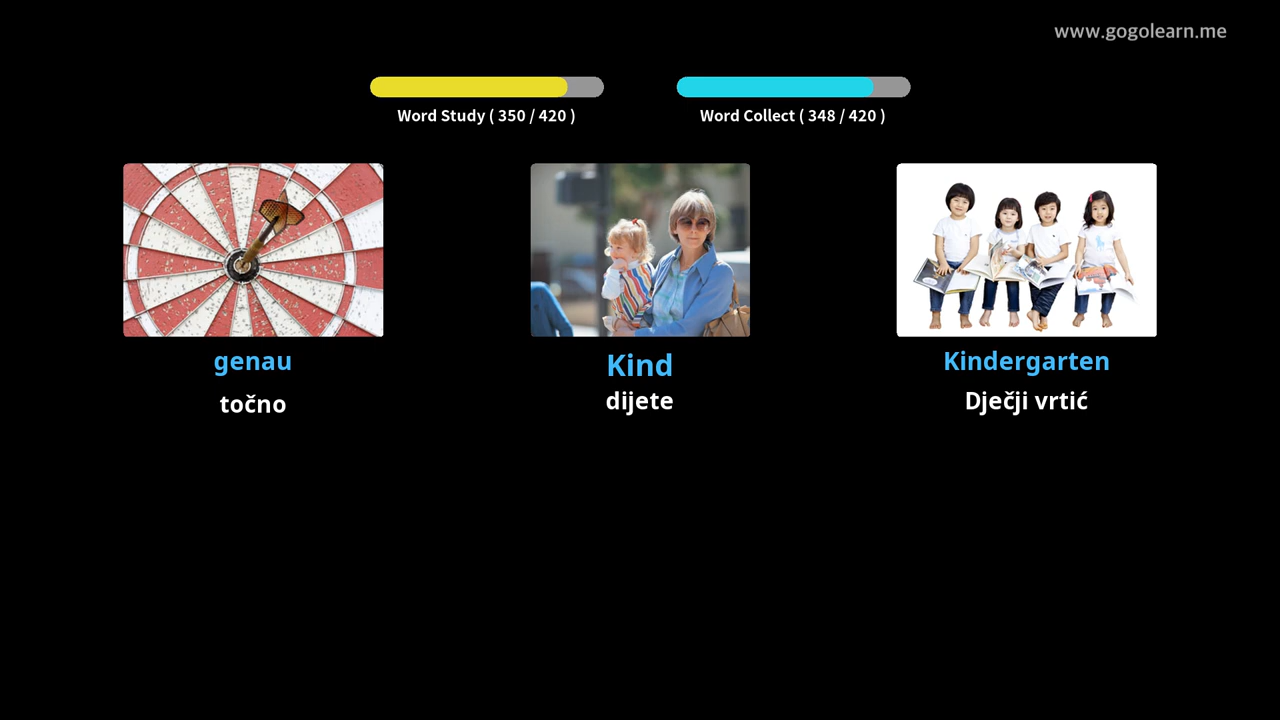 www.gogolearn.me
Word Study ( 350 / 420 )
Word Collect ( 348 / 420 )
genau
točno
Kind
dijete
Kindergarten
Dječji vrtić